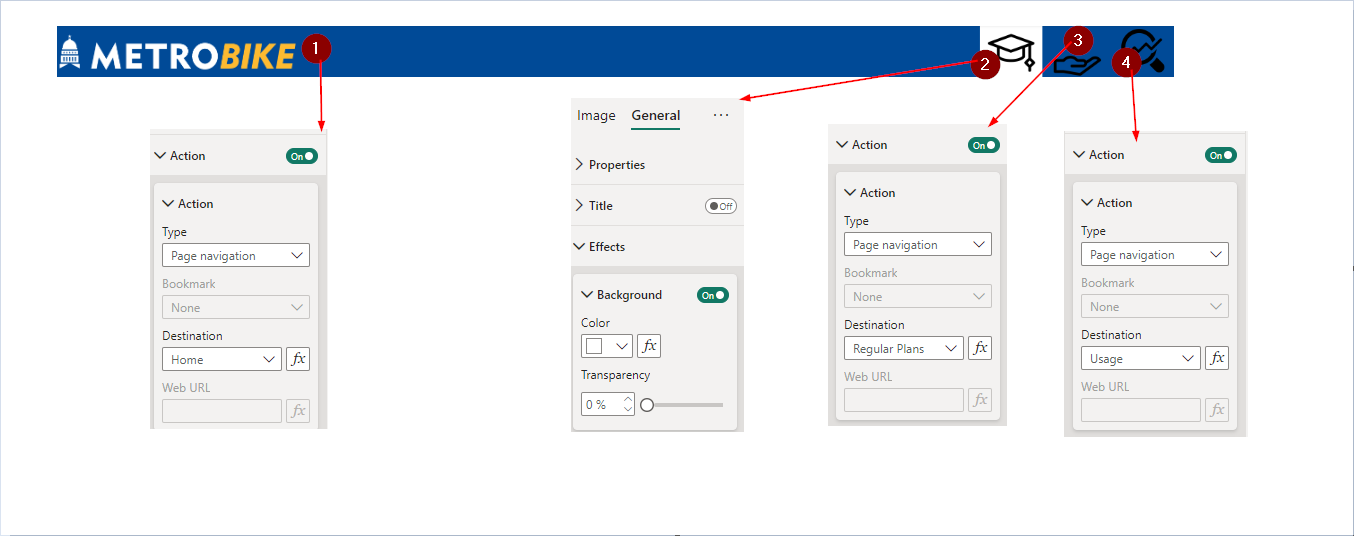 METROBIKE
1
2
3
4
Action
On
Action
Type
Page navigation
Bookmark
None
Destination
Home
fx
Web URL
fx
Image General ...
Properties
Title
Off
Effects
Background
On
Color
fx
Transparency
0 %
Action
On
Action
Type
Page navigation
Bookmark
None
Destination
Regular Plans
fx
Web URL
fx
Action
On
Action
Type
Page navigation
Bookmark
None
Destination
Usage
fx
Web URL
fx